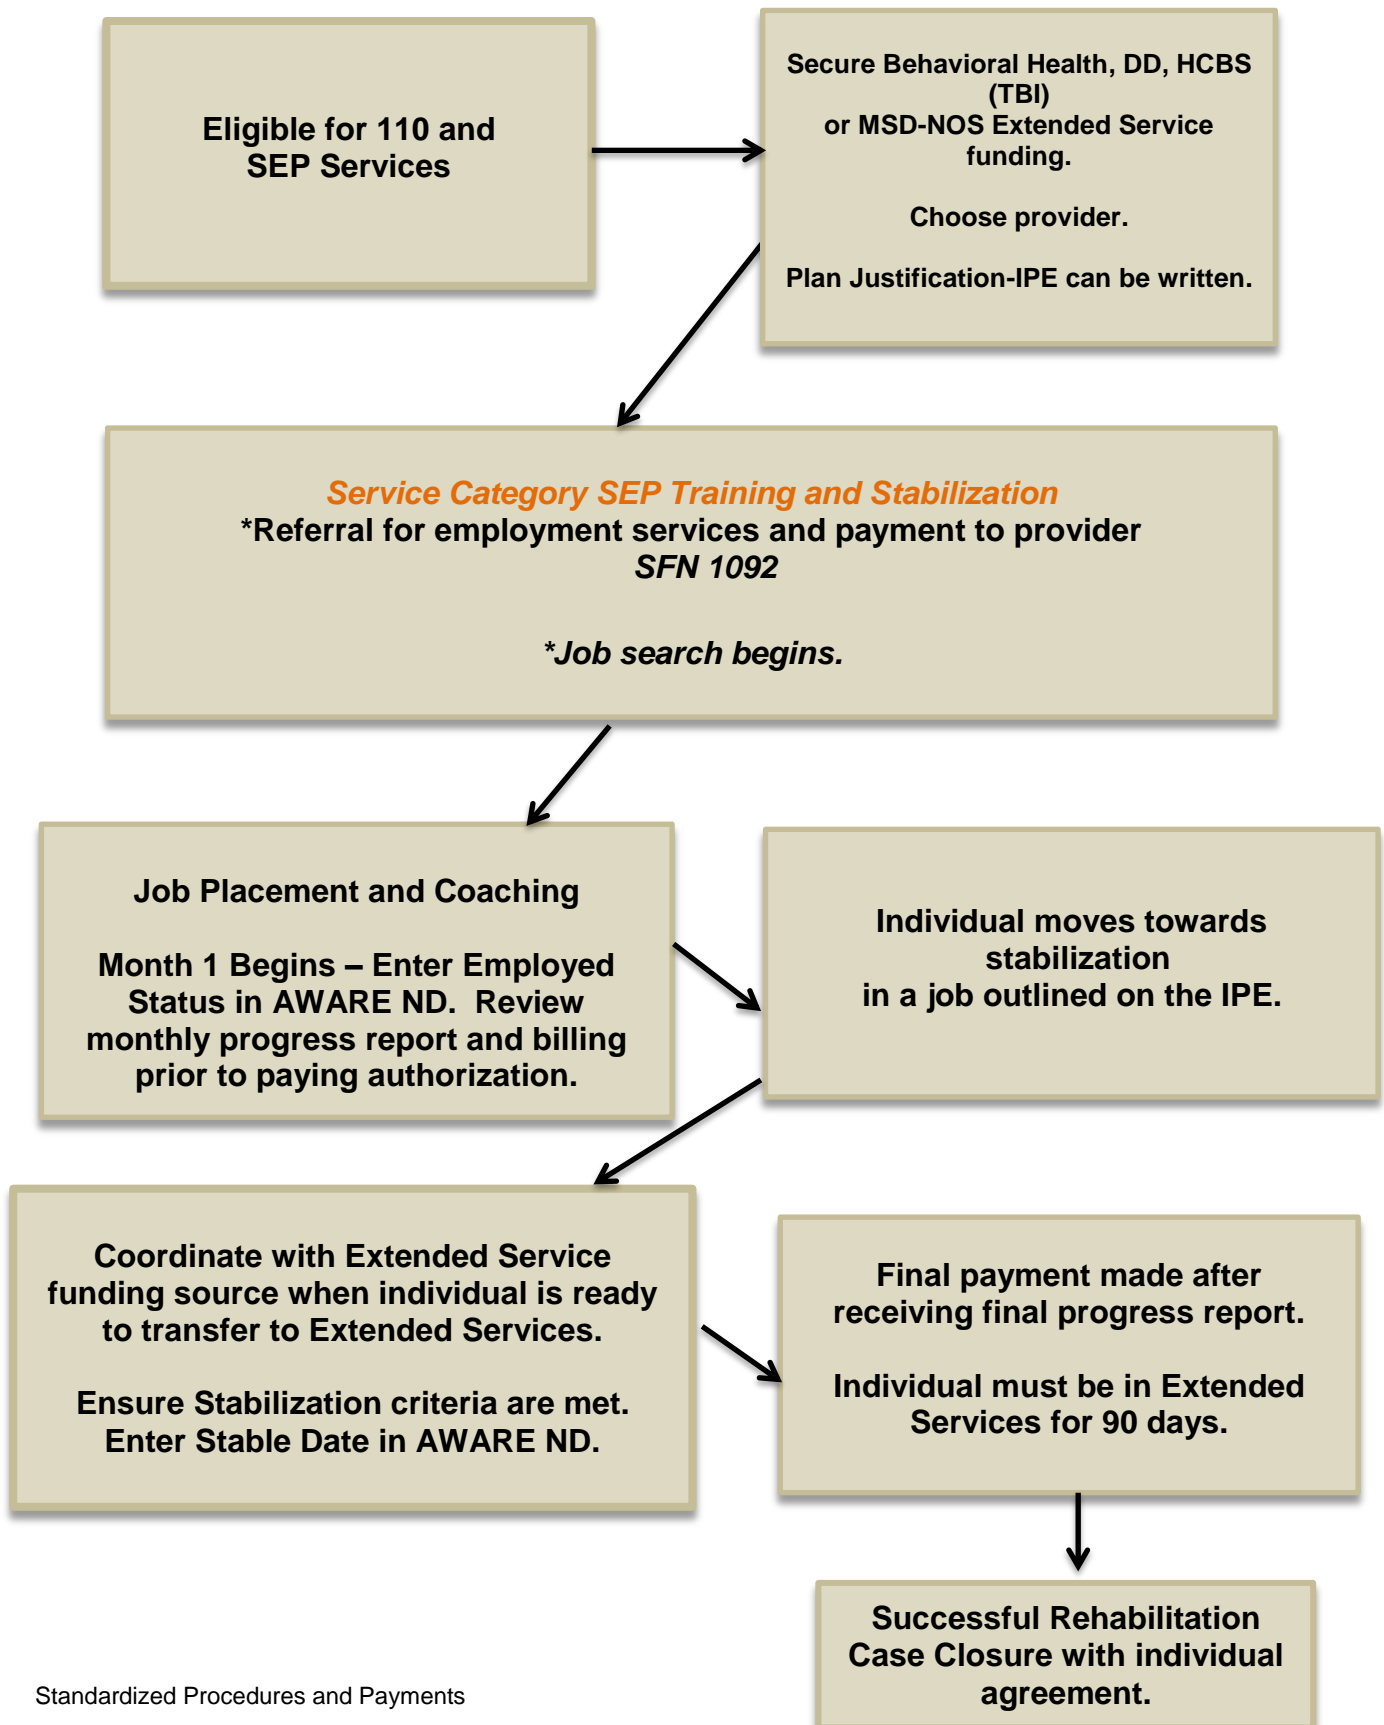 Eligible for 110 and
SEP Services
Secure Behavioral Health, DD, HCBS
(TBI)
or MSD-NOS Extended Service
funding.
Choose provider.
Plan Justification-IPE can be written.
Service Category SEP Training and Stabilization
*Referral for employment services and payment to provider
SFN 1092
*Job search begins.
Job Placement and Coaching
Month 1 Begins – Enter Employed
Status in AWARE ND.  Review
monthly progress report and billing
prior to paying authorization.
Individual moves towards
stabilization
in a job outlined on the IPE.
Coordinate with Extended Service
funding source when individual is ready
to transfer to Extended Services.
Ensure Stabilization criteria are met.
Enter Stable Date in AWARE ND.
Final payment made after
receiving final progress report.
Individual must be in Extended
Services for 90 days.
Successful Rehabilitation
Case Closure with individual
agreement.
Standardized Procedures and Payments